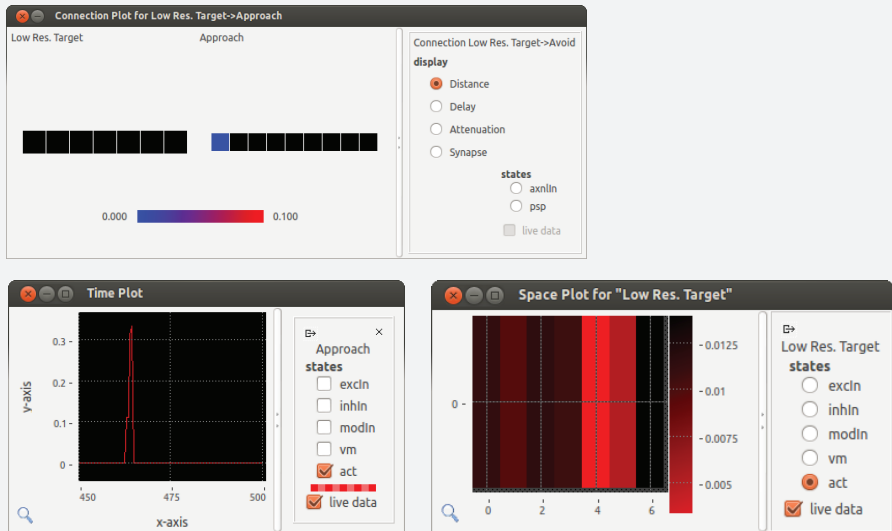 Connection Plot for Low Res. Target->Approach
Low Res. Target
Approach
0.000
0.100
Connection Low Res. Target->Avoid
display
Distance
Delay
Attenuation
Synapse
states
axnlIn
psp
live data
Time Plot
y-axis
0.3
0.2
0.1
0
450
475
500
x-axis
Approach
states
excIn
inhIn
modIn
vm
act
live data
Space Plot for "Low Res. Target"
0
0
2
4
6
0.0125
0.01
0.0075
0.005
Low Res. Target
states
excIn
inhIn
modIn
vm
act
live data